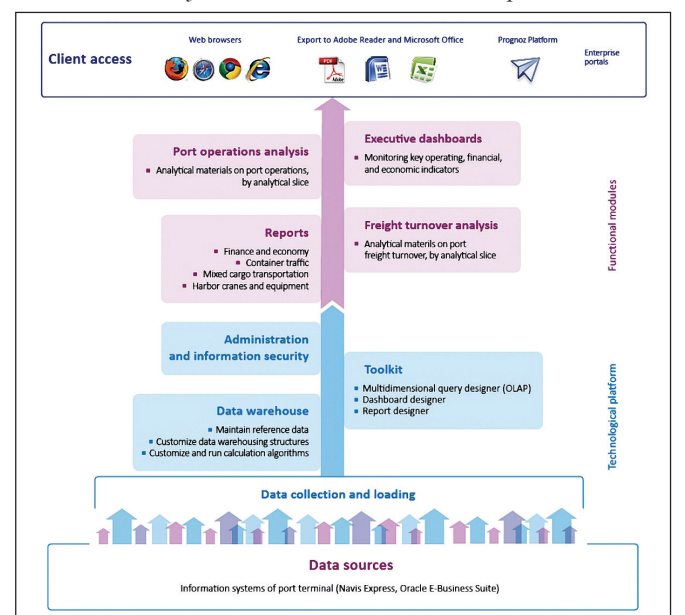 Client access
Web browsers
Export to Adobe Reader and Microsoft Office
Prognoz Platform
Enterprise
portals
PDF
Adobe
Port operations analysis
▪ Analytical materials on port operations,
by analytical slice
Executive dashboards
▪ Monitoring key operating, financial,
and economic indicators
Reports
▪ Finance and economy
▪ Container traffic
▪ Mixed cargo transportation
▪ Harbor cranes and equipment
Freight turnover analysis
▪ Analytical materils on port
freight turnover, by analytical slice
Functional modules
Administration
and information security
Toolkit
▪ Multidimensional query designer (OLAP)
▪ Dashboard designer
▪ Report designer
Data warehouse
▪ Maintain reference data
▪ Customize data warehousing structures
▪ Customize and run calculation algorithms
Technological platform
Data collection and loading
Data sources
Information systems of port terminal (Navis Express, Oracle E-Business Suite)